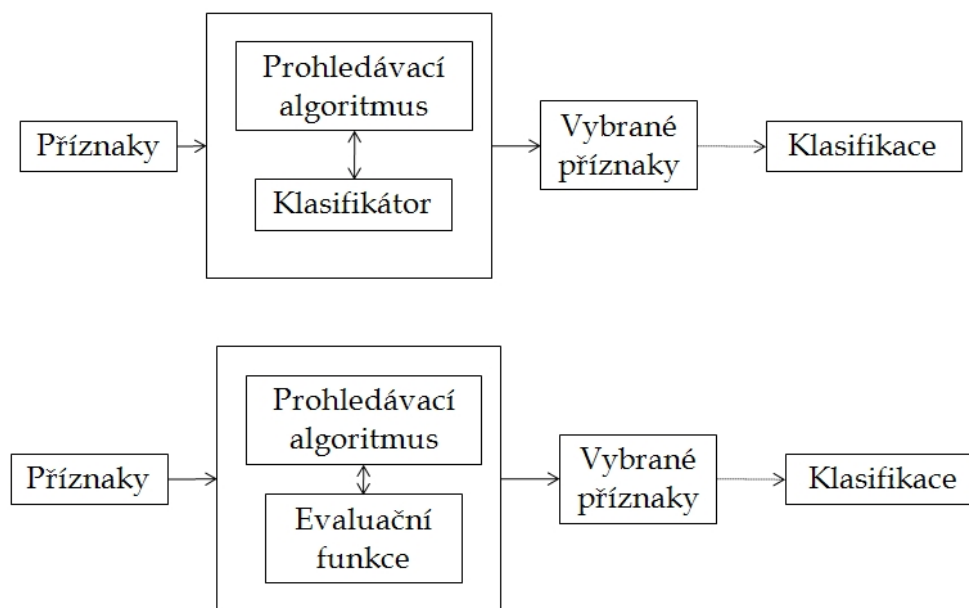 Prohledávací
algoritmus
Příznaky
Klasifikátor
Vybrané
příznaky
Klasifikace
Prohledávací
algoritmus
Příznaky
Evaluační
funkce
Vybrané
příznaky
Klasifikace